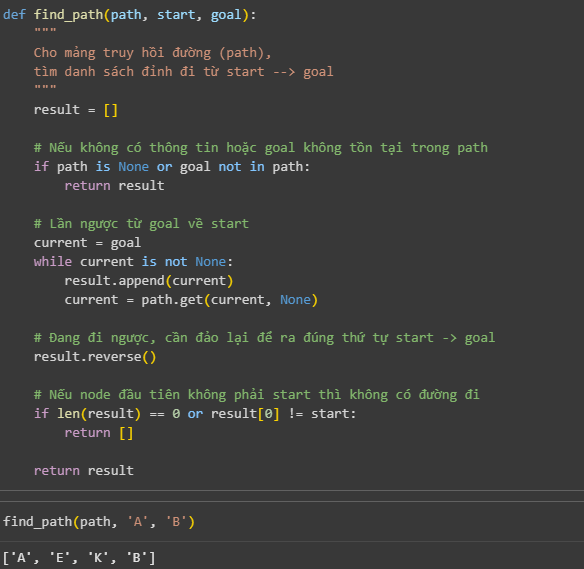 def find_path(path, start, goal):
    """
    Cho mảng truy hồi đường (path),
    tìm danh sách đỉnh đi từ start --> goal
    """
    result = []

    # Nếu không có thông tin hoặc goal không tồn tại trong path
    if path is None or goal not in path:
        return result

    # Lần ngược từ goal về start
    current = goal
    while current is not None:
        result.append(current)
        current = path.get(current, None)

    # Đang đi ngược, cần đảo lại để ra đúng thứ tự start -> goal
    result.reverse()

    # Nếu node đầu tiên không phải start thì không có đường đi
    if len(result) == 0 or result[0] != start:
        return []

    return result

find_path(path, 'A', 'B')

['A', 'E', 'K', 'B']